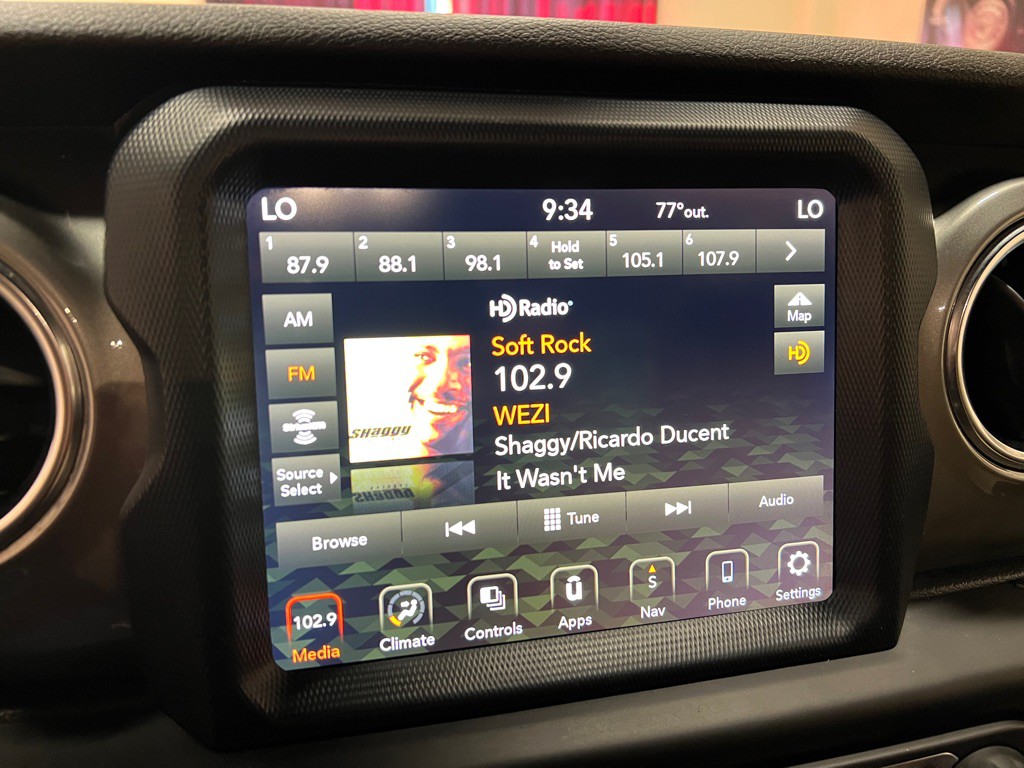 LO 9:34 77°out. LO
1 87.9 2 88.1 3 98.1 4 Hold to Set 5 105.1 6 107.9
AM
HD Radio
Map
FM
Soft Rock
HD
102.9
SiriusXM
WEZI
SHAGGY
Shaggy/Ricardo Ducent
Source Select
It Wasn't Me
Browse Tune Audio
102.9 S
Media Climate Controls Apps Nav Phone Settings